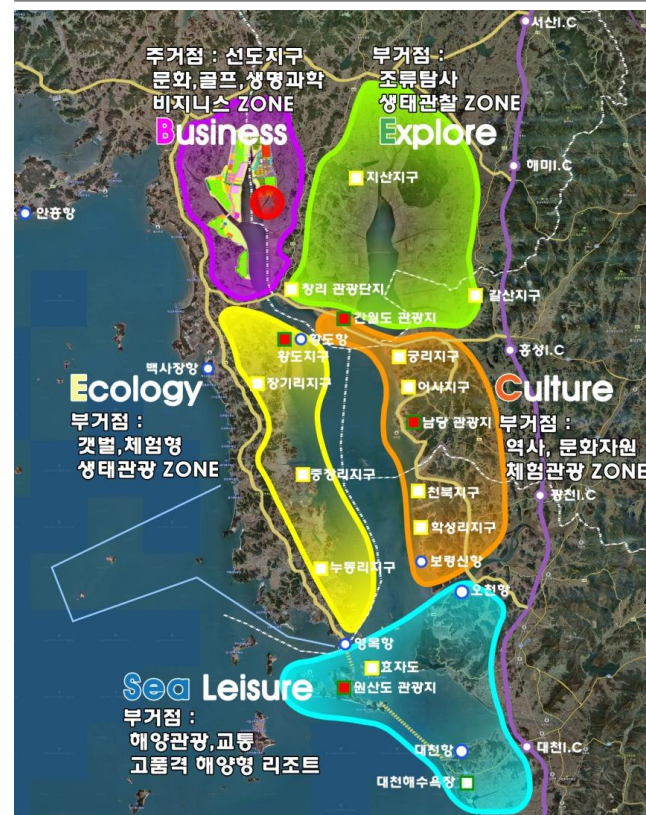 서산I.C
주거점 : 선도지구
문화,골프,생명과학
비지니스 ZONE
Business
부거점 :
조류탐사
생태관찰 ZONE
Explore
해미I.C
지산지구
안흥항
창리 관광단지
갈산지구
간월도 관광지
황도항
황도지구
궁리지구
홍성I.C
백사장항
Ecology
부거점 :
갯벌,체험형
생태관광 ZONE
장기리지구
어사지구
Culture
남당 관광지
부거점 :
역사, 문화자원
체험관광 ZONE
중장리지구
천북지구
광천I.C
학성리지구
누동리지구
보령신항
오천항
영목항
효자도
Sea Leisure
원산도 관광지
부거점 :
해양관광,교통
고품격 해양형 리조트
대천항
대천I.C
대천해수욕장